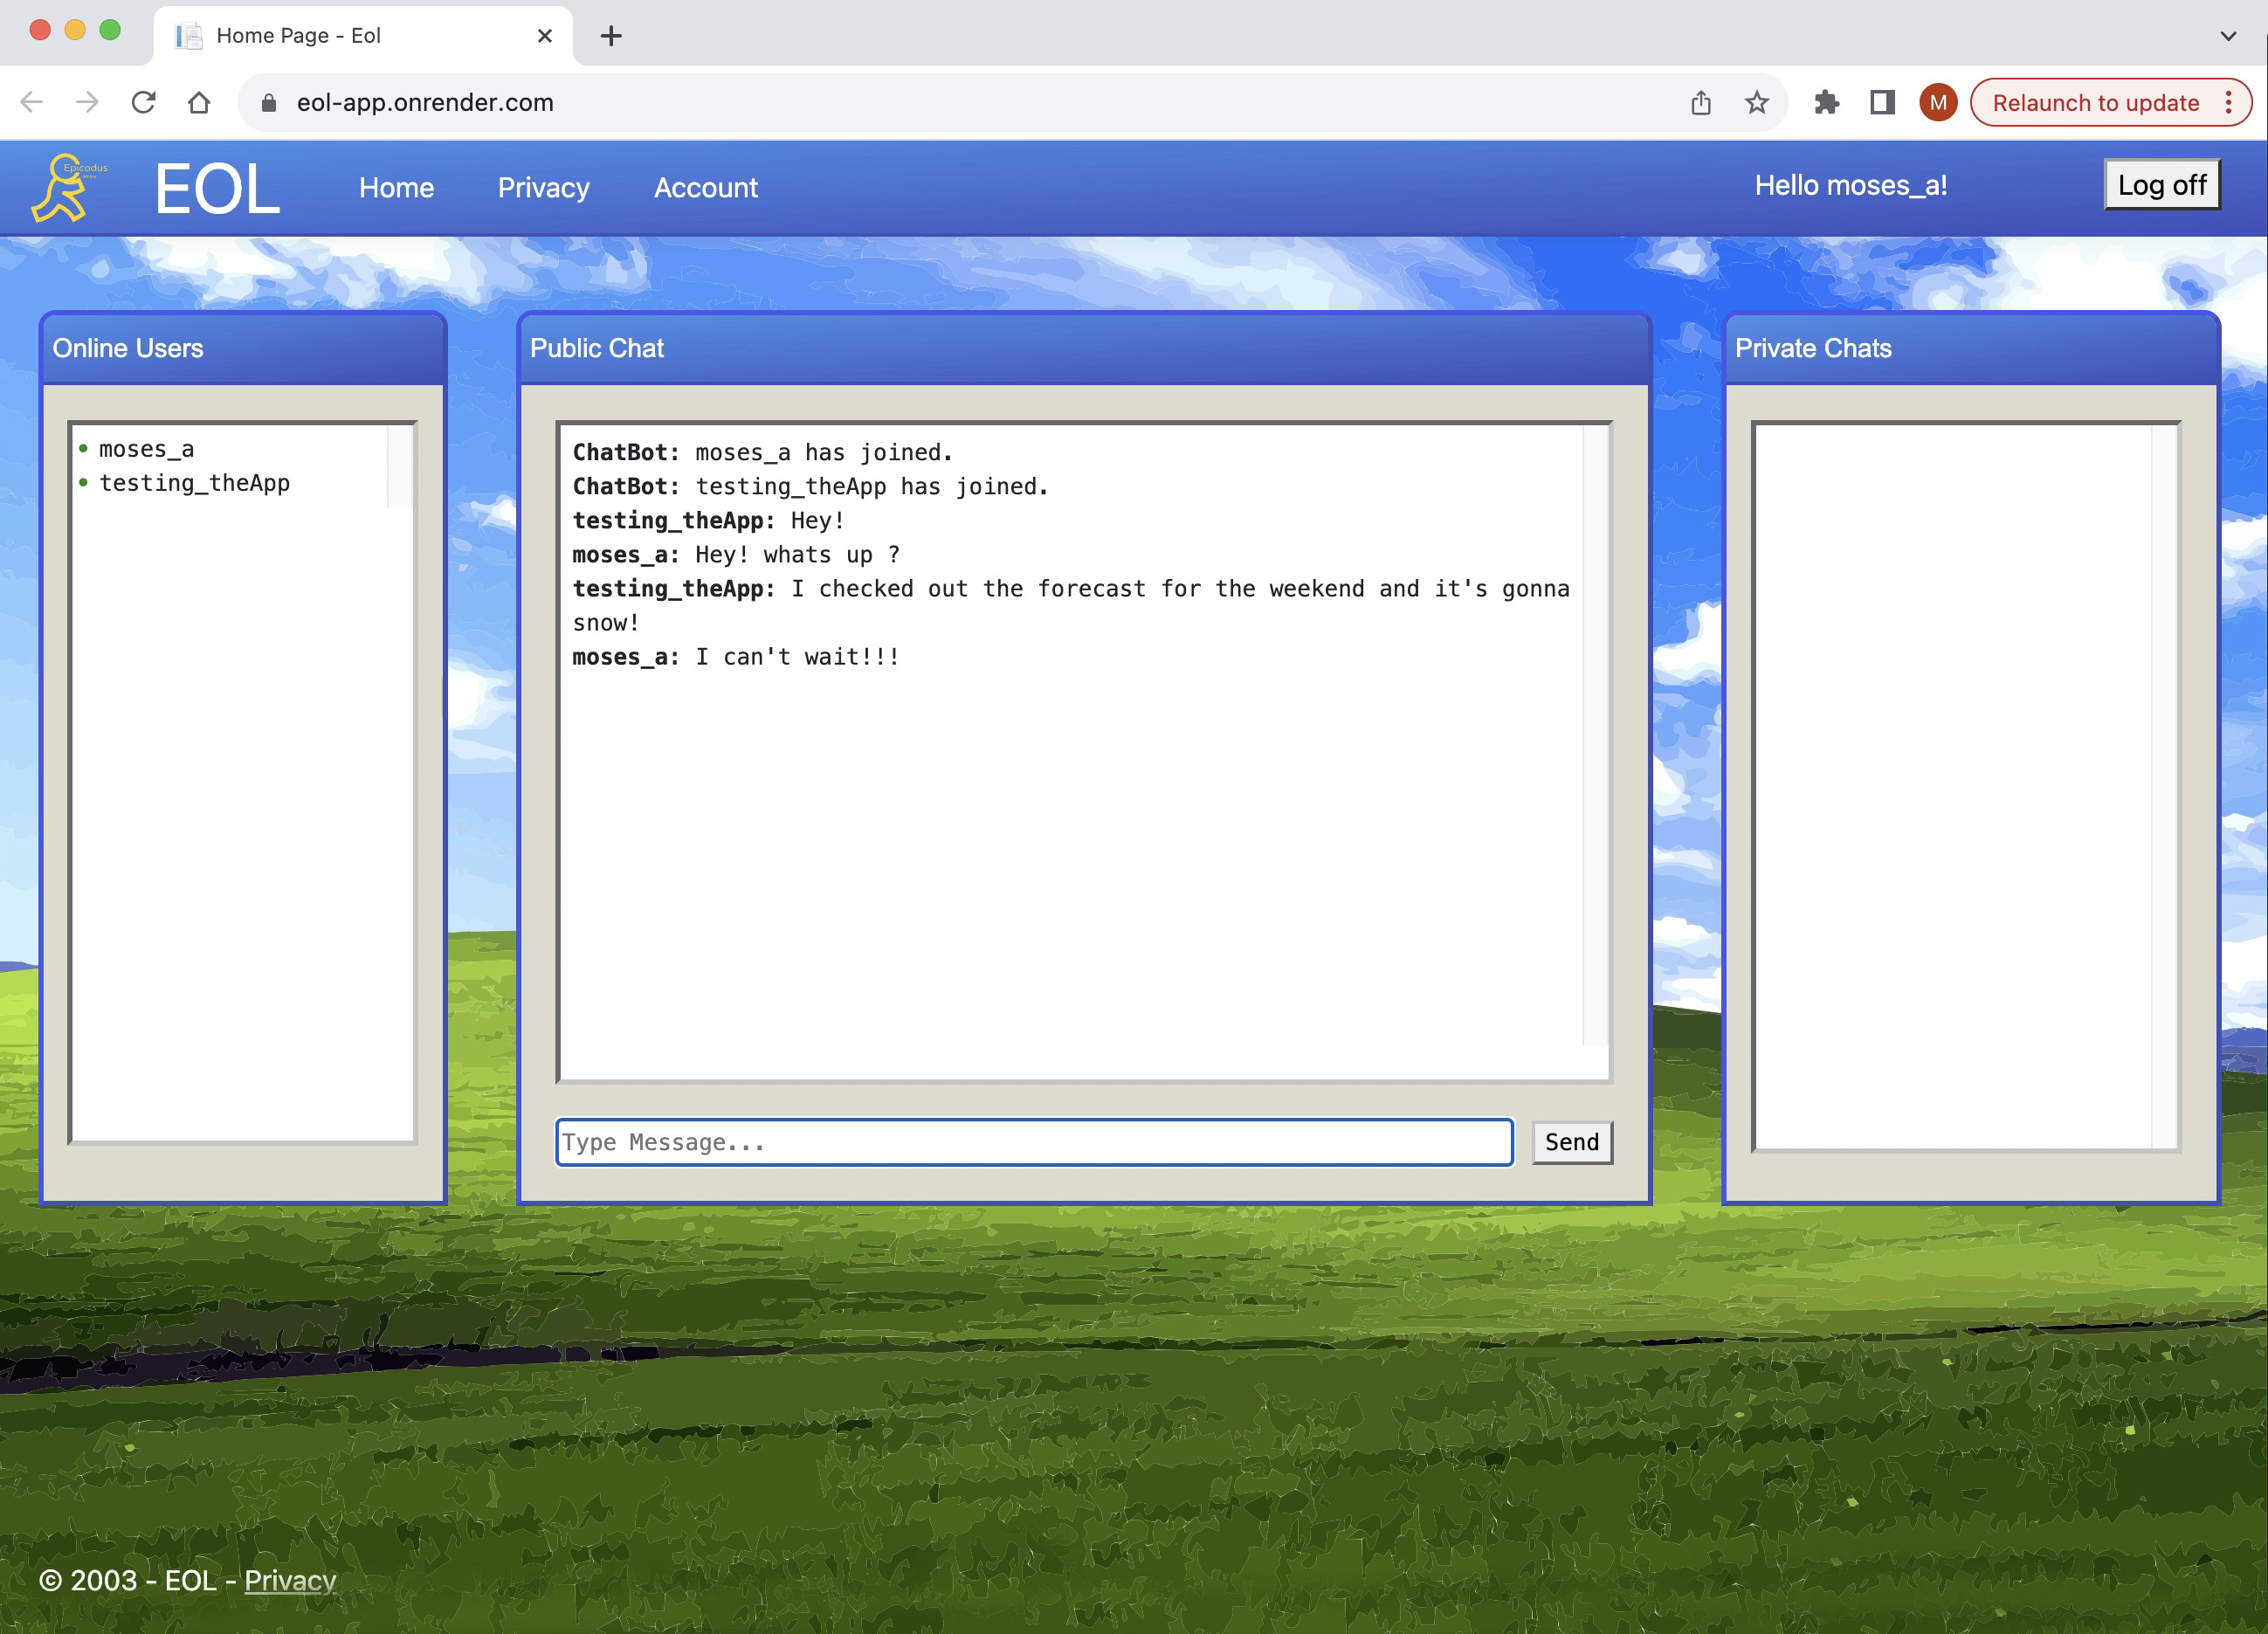 Home Page - Eol
eol-app.onrender.com
M
Relaunch to update
Epicodus
online
EOL
Home
Privacy
Account
Hello moses_a!
Log off
Online Users
moses_a
testing_theApp
Public Chat
ChatBot: moses_a has joined.
ChatBot: testing_theApp has joined.
testing_theApp: Hey!
moses_a: Hey! whats up ?
testing_theApp: I checked out the forecast for the weekend and it's gonna
snow!
moses_a: I can't wait!!!
Type Message...
Send
Private Chats
© 2003 - EOL - Privacy